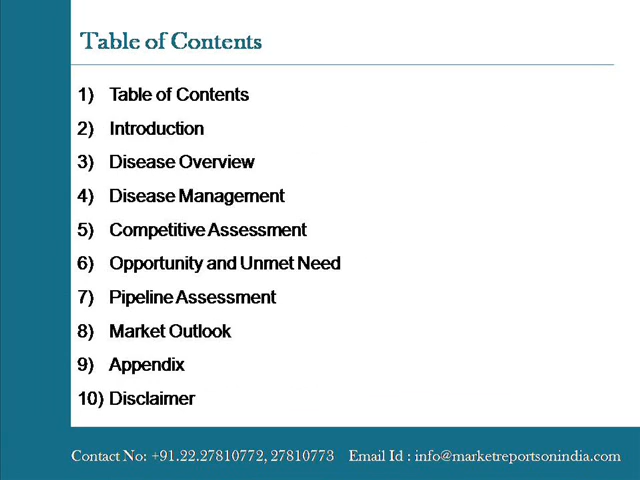 Table of Contents
1) Table of Contents
2) Introduction
3) Disease Overview
4) Disease Management
5) Competitive Assessment
6) Opportunity and Unmet Need
7) Pipeline Assessment
8) Market Outlook
9) Appendix
10) Disclaimer
Contact No: +91.22.27810772, 27810773 Email Id : info@marketreportsonindia.com